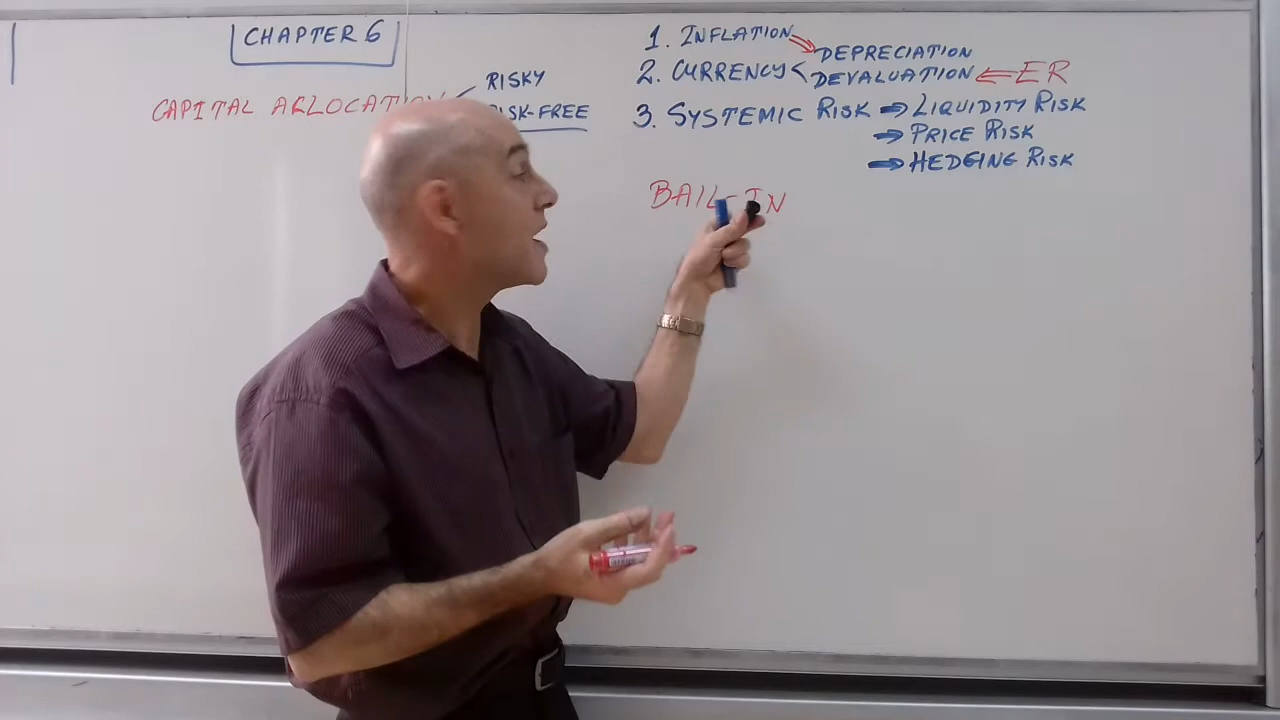 CHAPTER 6
CAPITAL ALLOCATION
RISKY
RISK-FREE
1. INFLATION
DEPRECIATION
2. CURRENCY
DEVALUATION
ER
3. SYSTEMIC RISK → LIQUIDITY RISK
→ PRICE RISK
→ HEDGING RISK
BAIL-IN